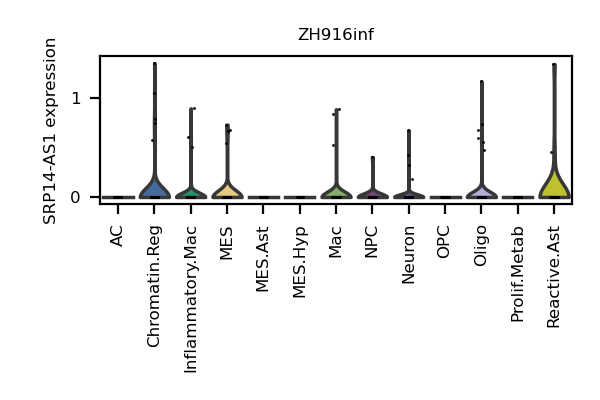 ZH916inf
SRP14-AS1 expression
1
0
AC
Chromatin.Reg
Inflammatory.Mac
MES
MES.Ast
MES.Hyp
Mac
NPC
Neuron
OPC
Oligo
Prolif.Metab
Reactive.Ast